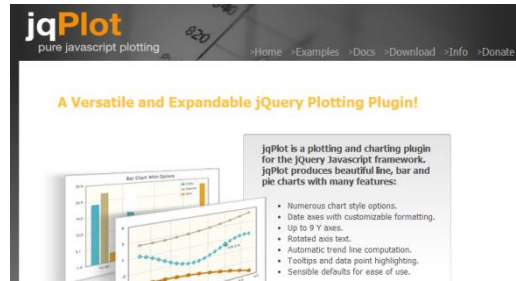 jqPlot
pure javascript plotting
>Home >Examples >Docs >Download >Info >Donate
A Versatile and Expandable jQuery Plotting Plugin!
jqPlot is a plotting and charting plugin
for the jQuery Javascript framework.
jqPlot produces beautiful line, bar and
pie charts with many features:
Numerous chart style options.
Date axes with customizable formatting.
Up to 9 Y axes.
Rotated axis text.
Automatic trend line computation.
Tooltips and data point highlighting.
Sensible defaults for ease of use.
Bar Chart With Options